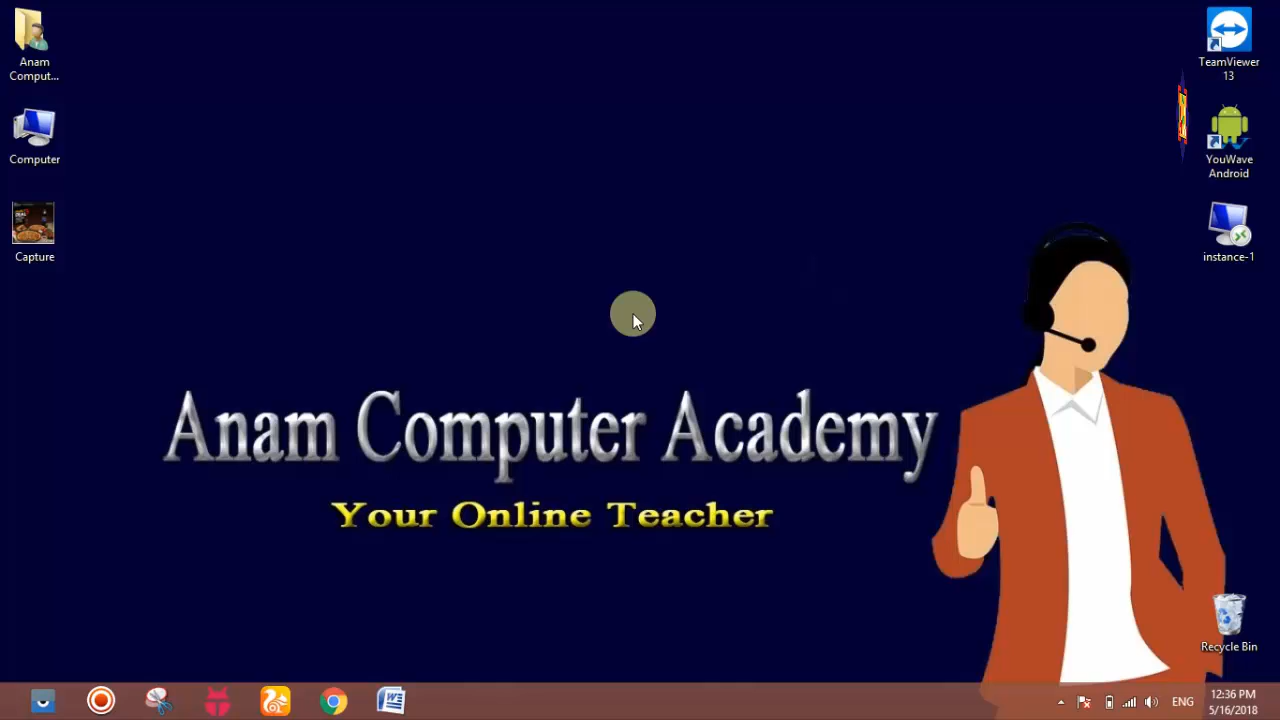 Anam
Comput...
Computer
Capture
TeamViewer
13
YouWave
Android
instance-1
Anam Computer Academy
Your Online Teacher
Recycle Bin
ENG
12:36 PM
5/16/2018